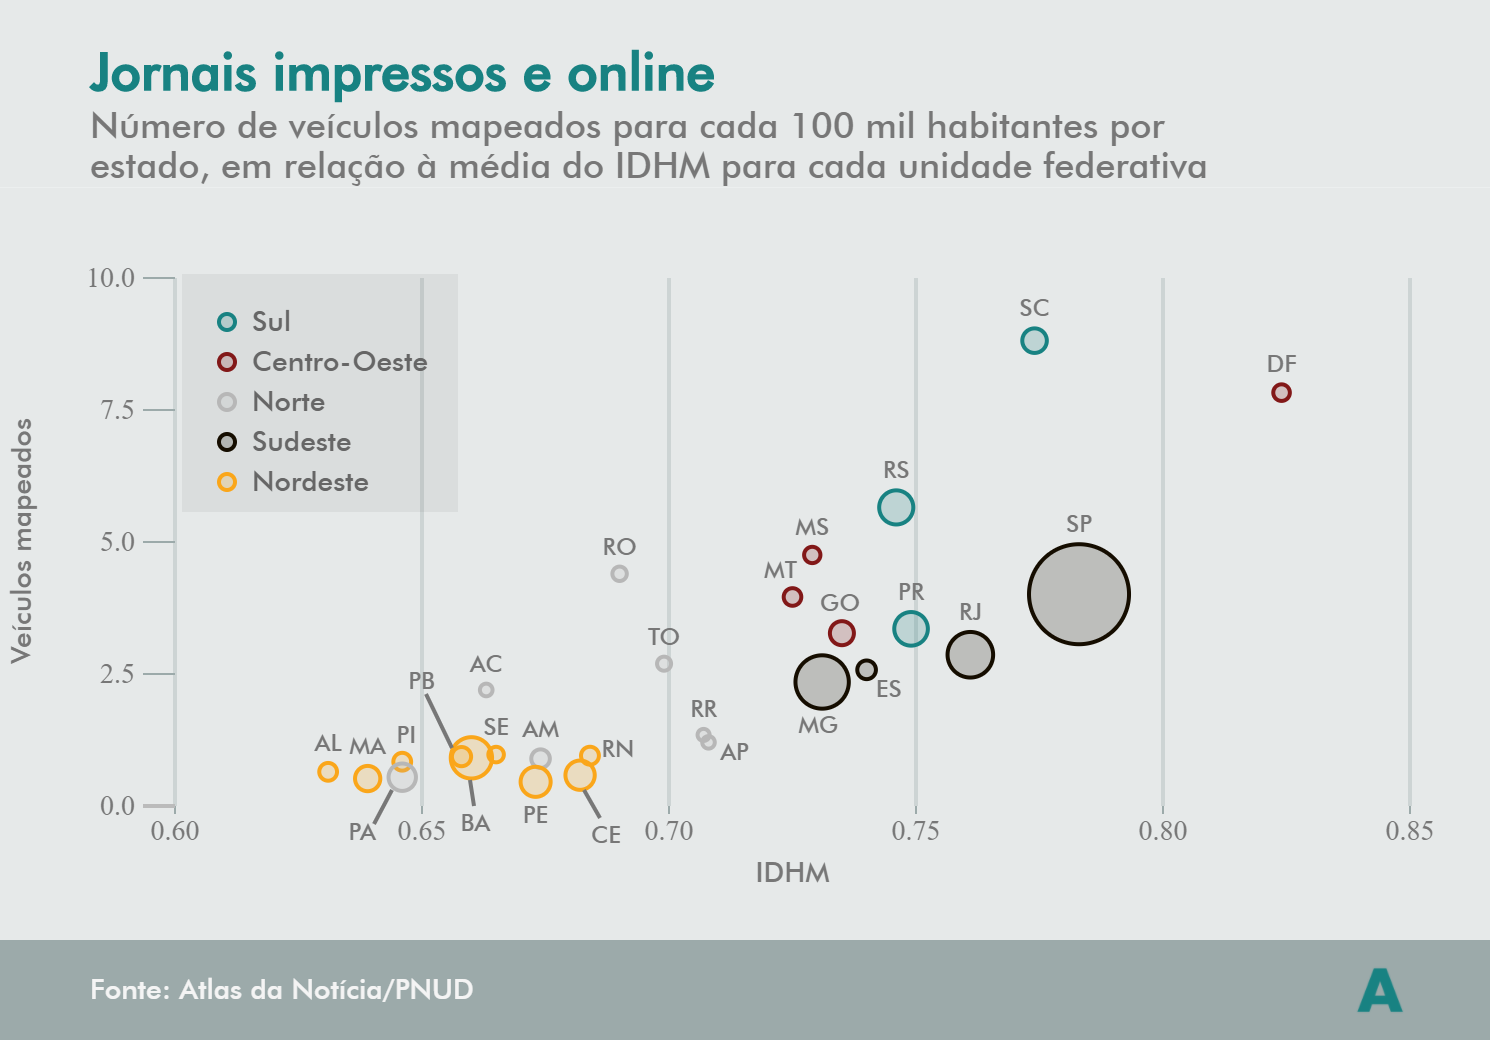 Jornais impressos e online
Número de veículos mapeados para cada 100 mil habitantes por
estado, em relação à média do IDHM para cada unidade federativa
Veículos mapeados
10.0
7.5
5.0
2.5
0.0
Sul
Centro-Oeste
Norte
Sudeste
Nordeste
SC
DF
RS
SP
MS
RO
MT
PR
GO
RJ
TO
AC
PB
ES
RR
MG
SE
AM
PI
AL
MA
RN
AP
PE
BA
PA
CE
0.60
0.65
0.70
0.75
0.80
0.85
IDHM
Fonte: Atlas da Notícia/PNUD
A